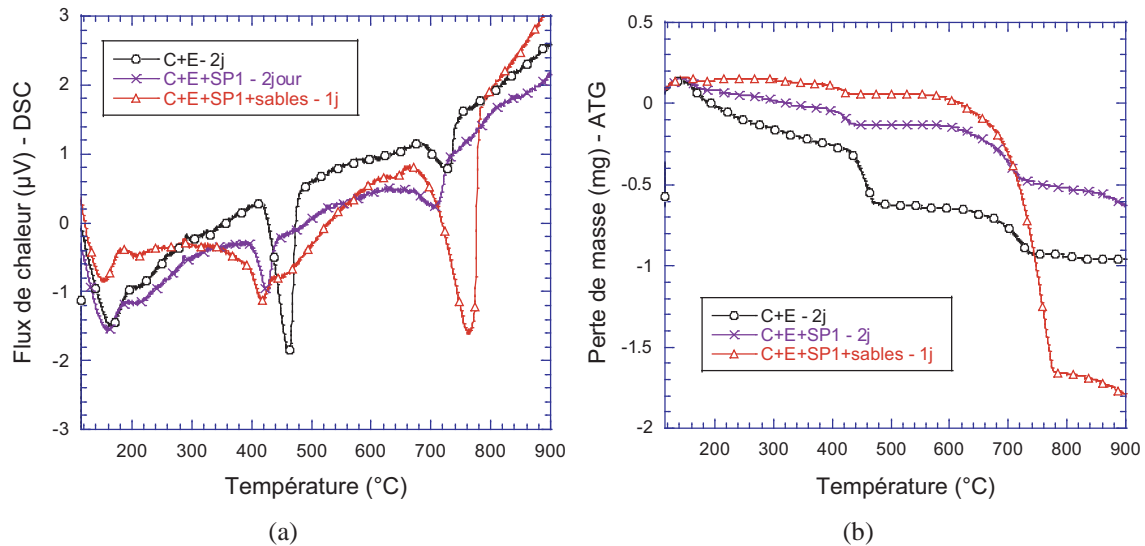 3
2
1
0
-1
-2
-3
Flux de chaleur (µV) - DSC
C+E- 2j
C+E+SP1 - 2jour
C+E+SP1+sables - 1j
200 300 400 500 600 700 800 900
Température (°C)
(a)
0.5
0
-0.5
-1
-1.5
-2
Perte de masse (mg) - ATG
C+E - 2j
C+E+SP1 - 2j
C+E+SP1+sables - 1j
200 300 400 500 600 700 800 900
Température (°C)
(b)